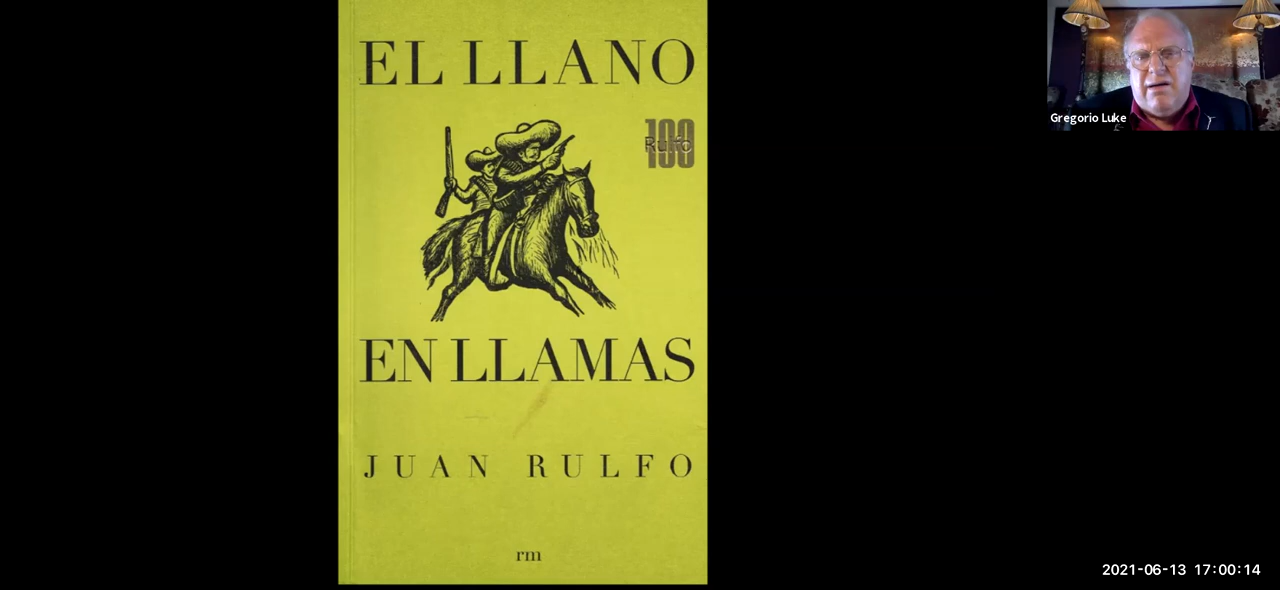 EL LLANO
100
Rulfo
EN LLAMAS
JUAN RULFO
rm
Gregorio Luke
2021-06-13 17:00:14